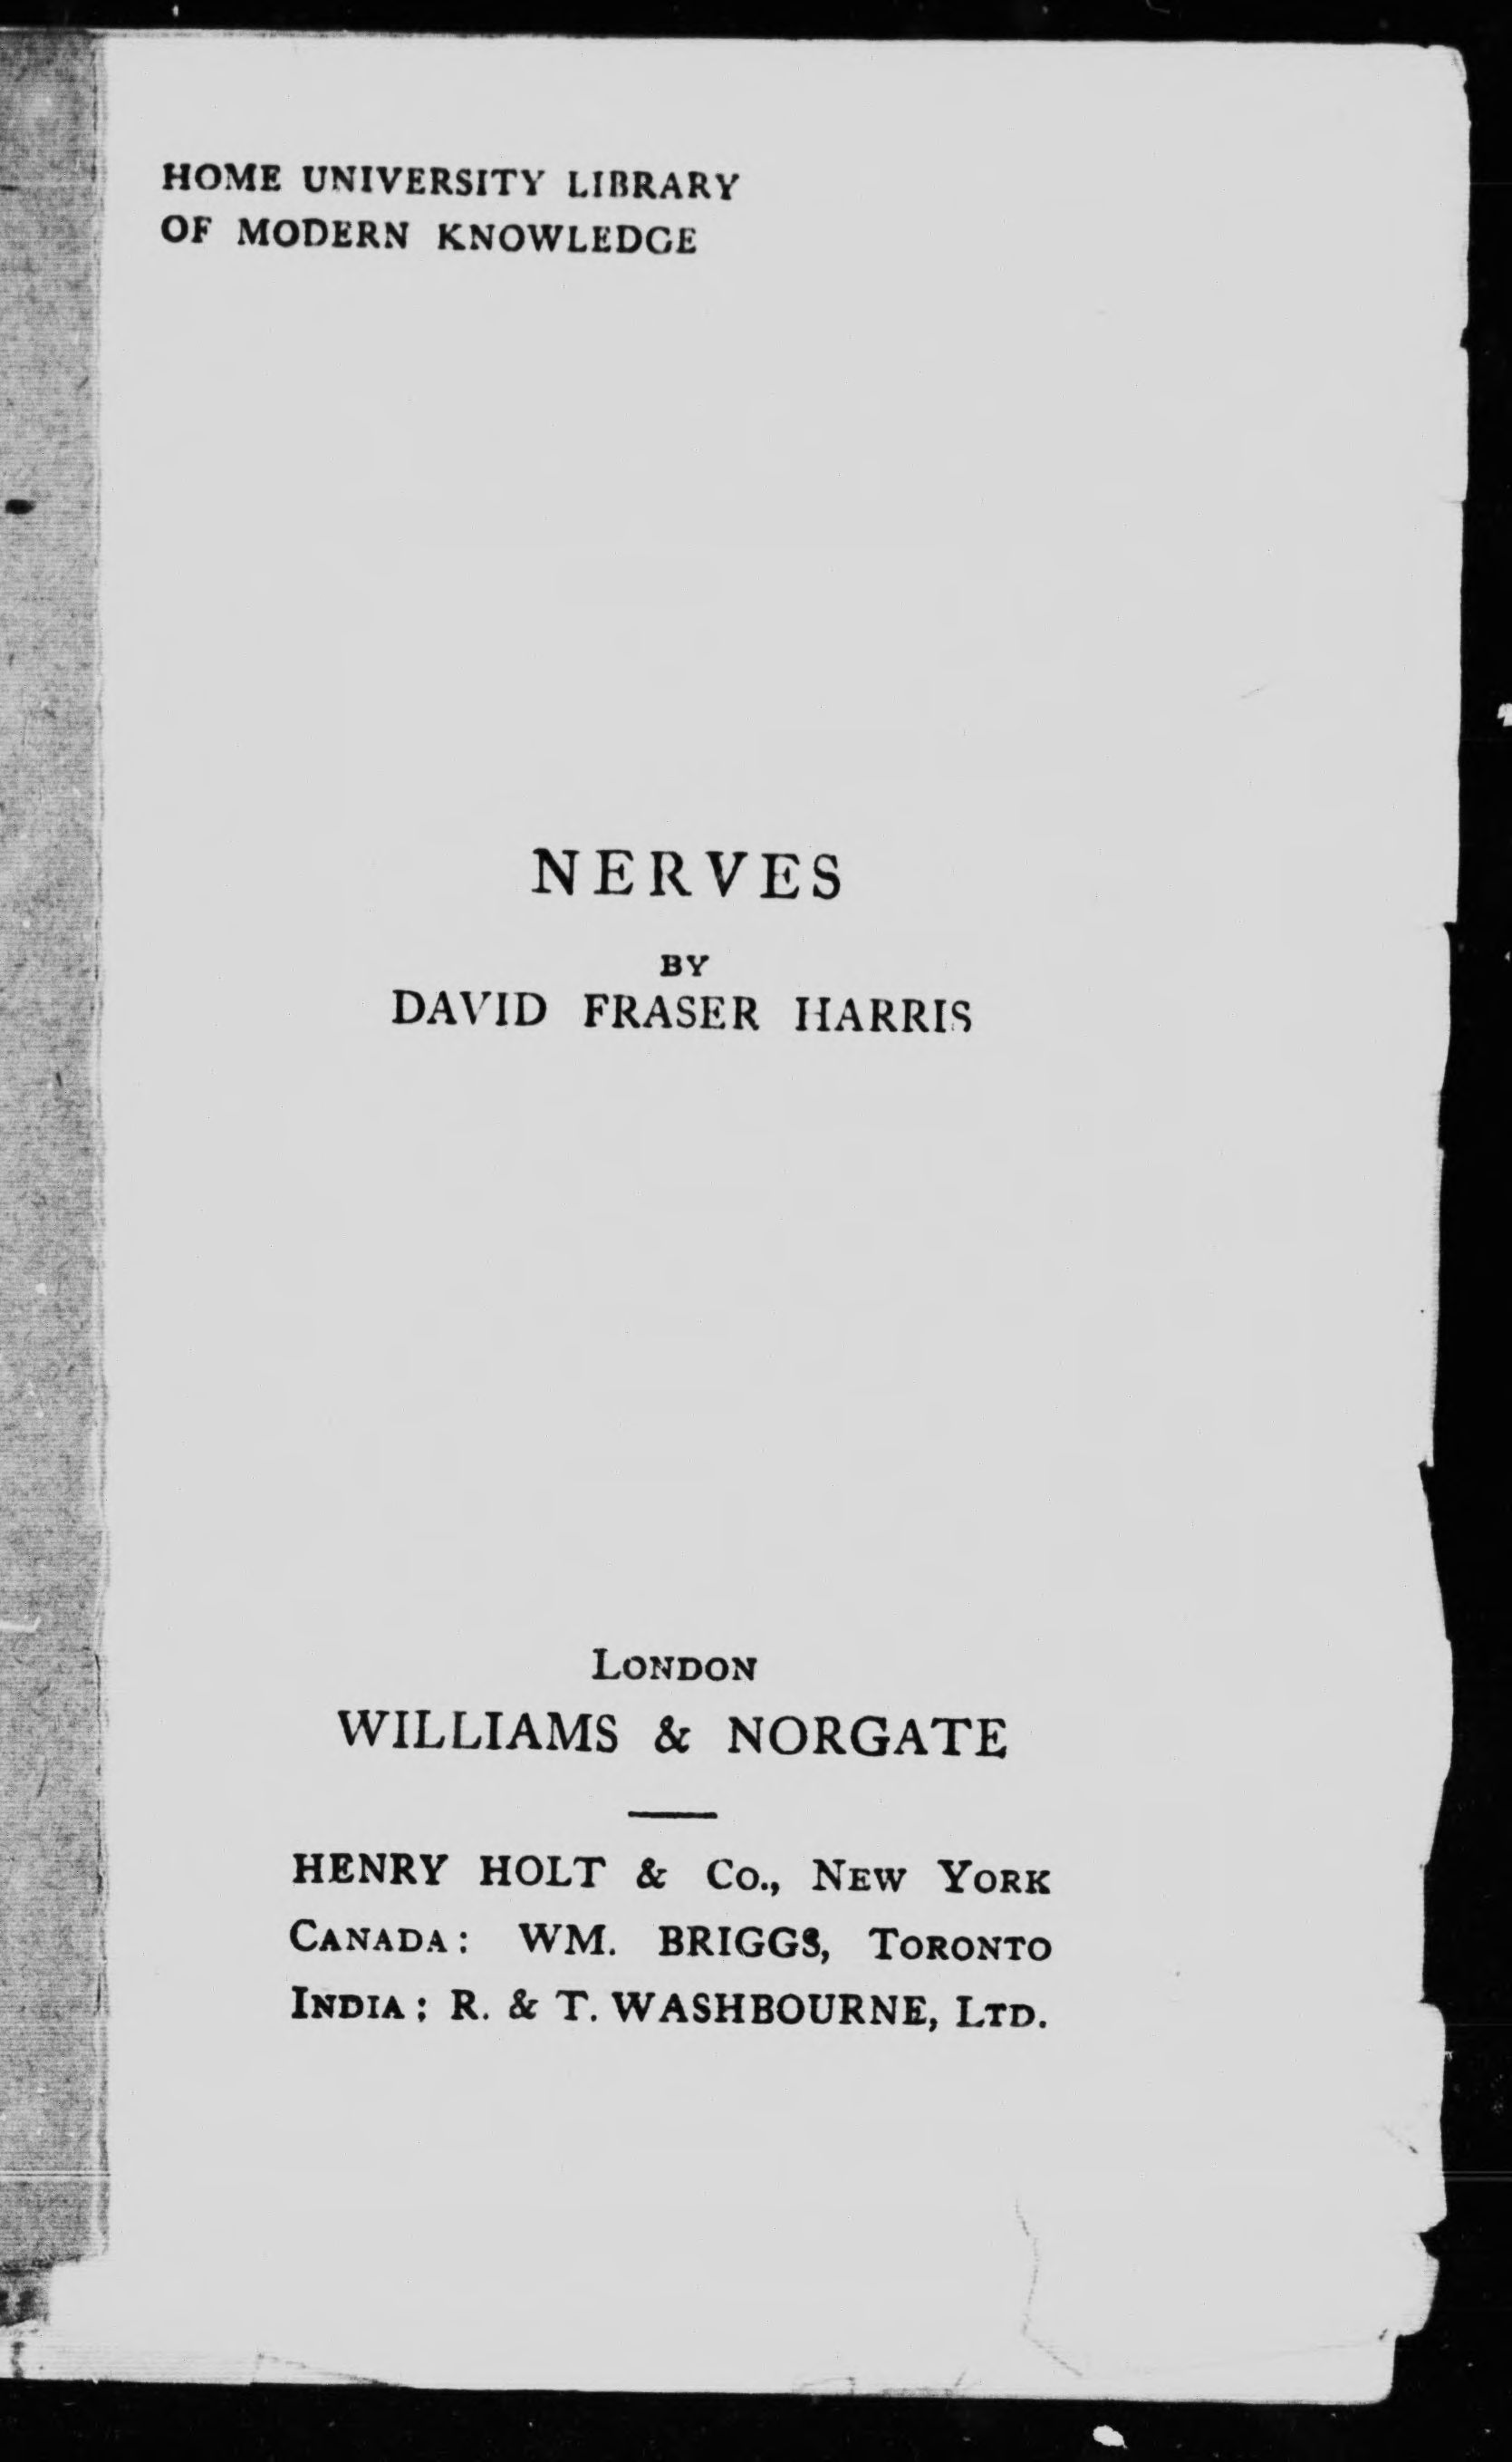 HOME UNIVERSITY LIBRARY
OF MODERN KNOWLEDGE
NERVES
BY
DAVID FRASER HARRIS
LONDON
WILLIAMS & NORGATE
HENRY HOLT & Co., NEW YORK
CANADA: WM. BRIGGS, TORONTO
INDIA: R. & T. WASHBOURNE, LTD.